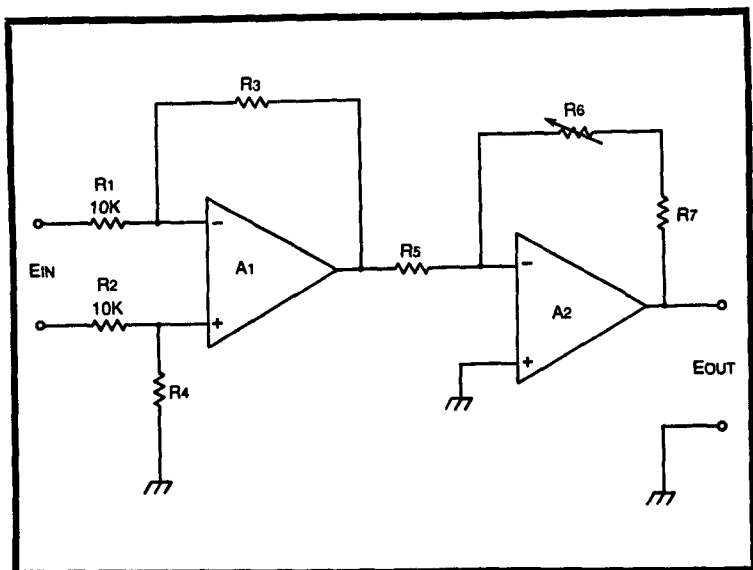 R3
R6
R1
10K
R7
-
A1
R5
-
EIN
R2
10K
+
A2
+
EOUT
R4